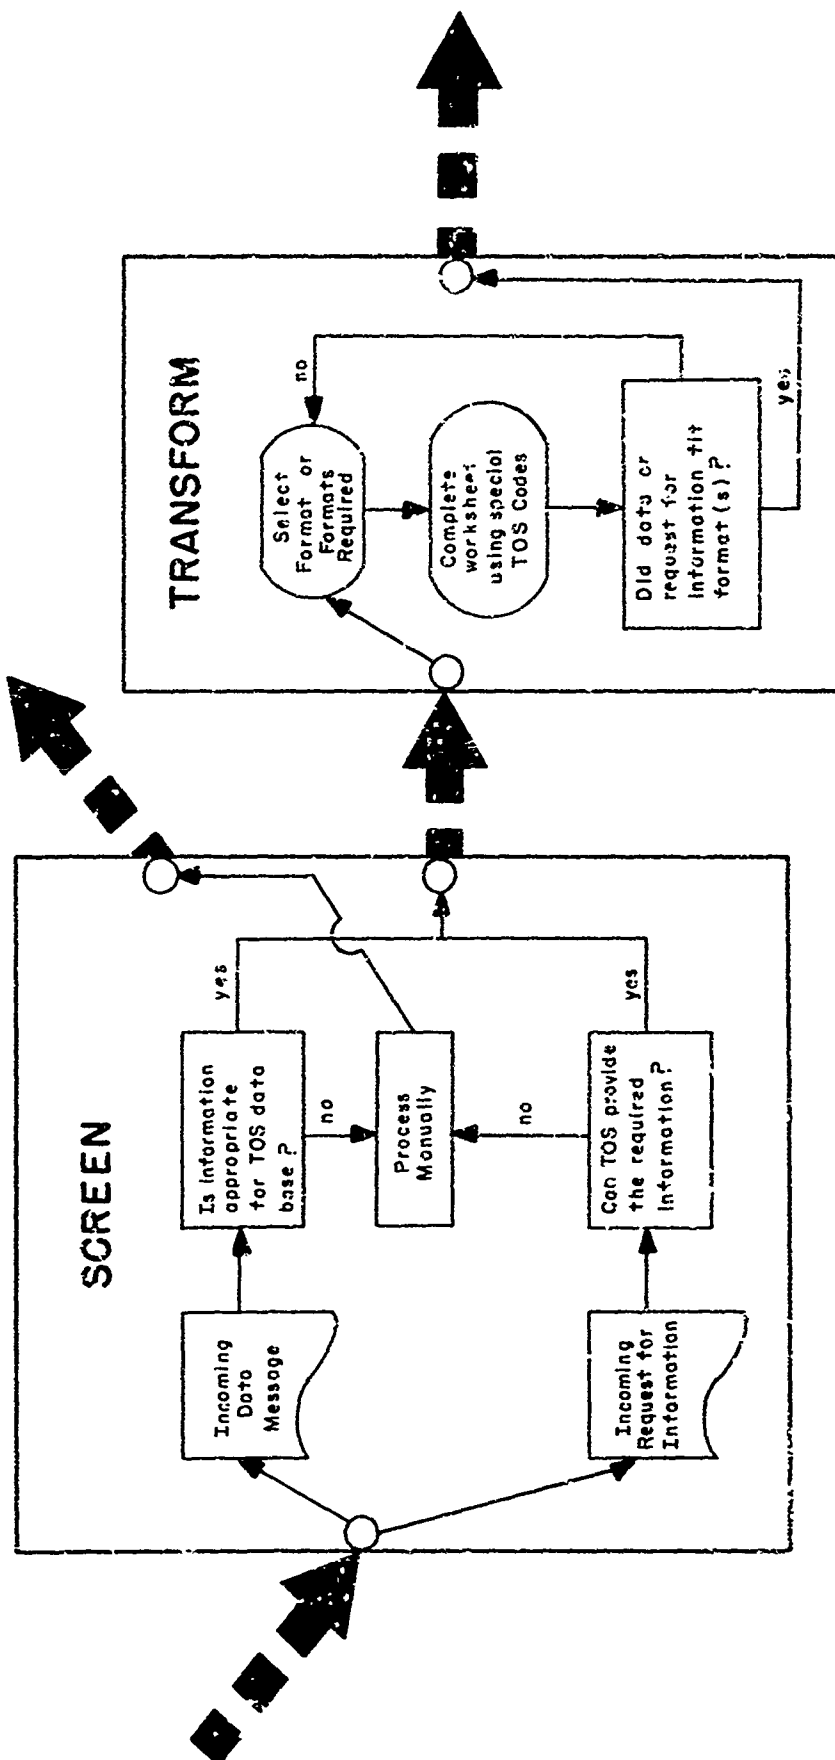 SCREEN
Incoming
Data
Message
Is information
appropriate
for TOS data
base?
yes
no
Process
Manually
no
Incoming
Request for
Information
Can TOS provide
the required
information?
yes
TRANSFORM
Select
Format or
Formats
Required
no
Complete
worksheet
using special
TOS Codes
Did data or
request for
information fit
format(s)?
yes